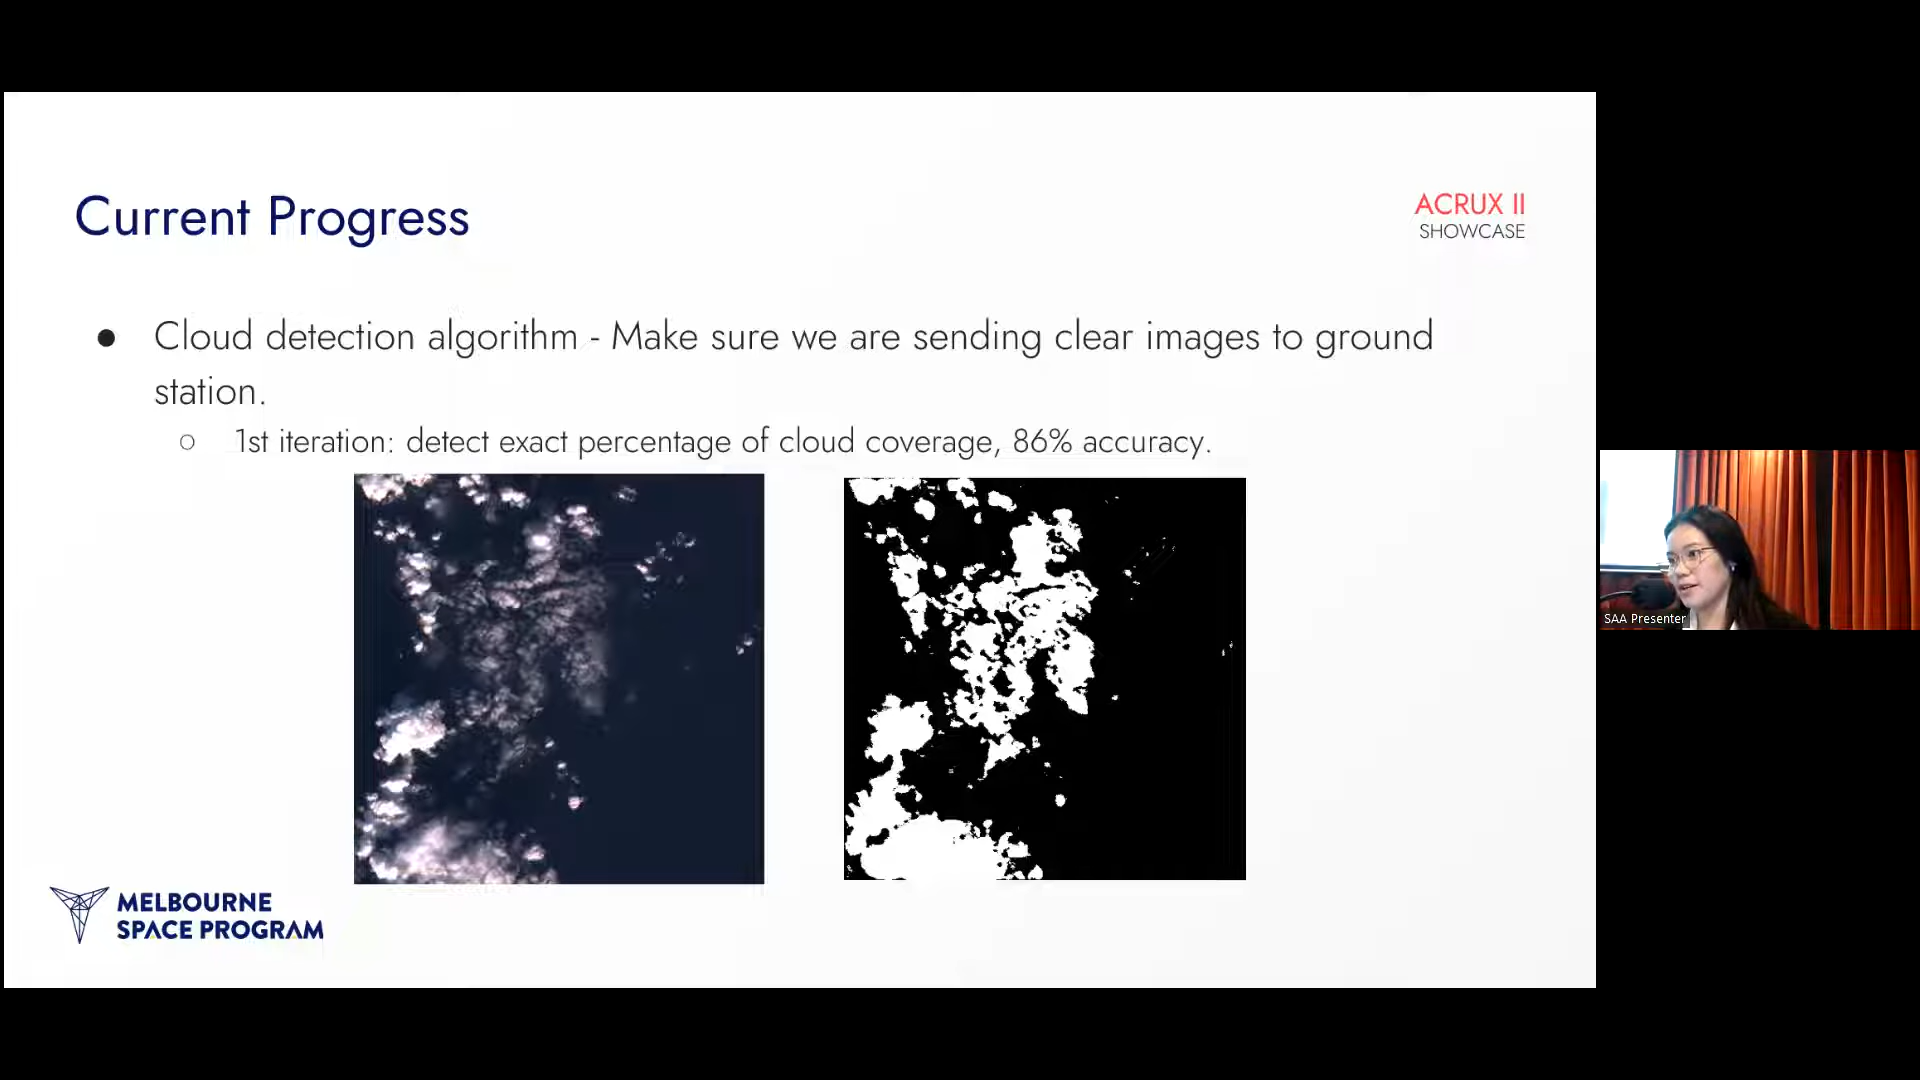 Current Progress
ACRUX II
SHOWCASE
● Cloud detection algorithm - Make sure we are sending clear images to ground
station.
○ 1st iteration: detect exact percentage of cloud coverage, 86% accuracy.
SAA Presenter
MELBOURNE
SPACE PROGRAM